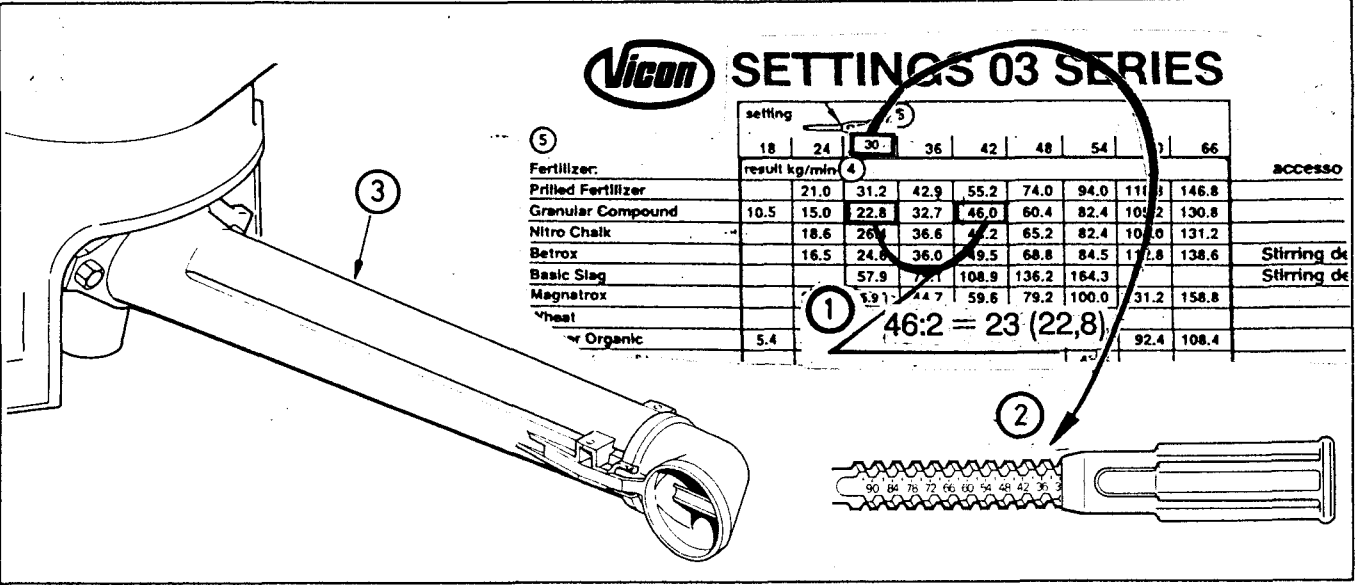 Vicon SETTINGS 03 SERIES
setting
5
5
18 24 30 36 42 48 54 66
Fertilizer: result kg/min 4 accesso
Prilled Fertilizer 21.0 31.2 42.9 55.2 74.0 94.0 146.8
Granular Compound 10.5 15.0 22.8 32.7 46.0 60.4 82.4 130.8
Nitro Chalk 18.6 36.6 65.2 82.4 131.2
Betrox 16.5 24.8 36.0 68.8 84.5 138.6 Stirring de
Basic Slag 57.9 108.9 136.2 164.3 Stirring de
Magnatrox 59.6 79.2 100.0 158.8
Organic 5.4 92.4 108.4
1
46:2 = 23 (22,8)
3
2
90 84 78 72 66 60 54 48 42 36 3